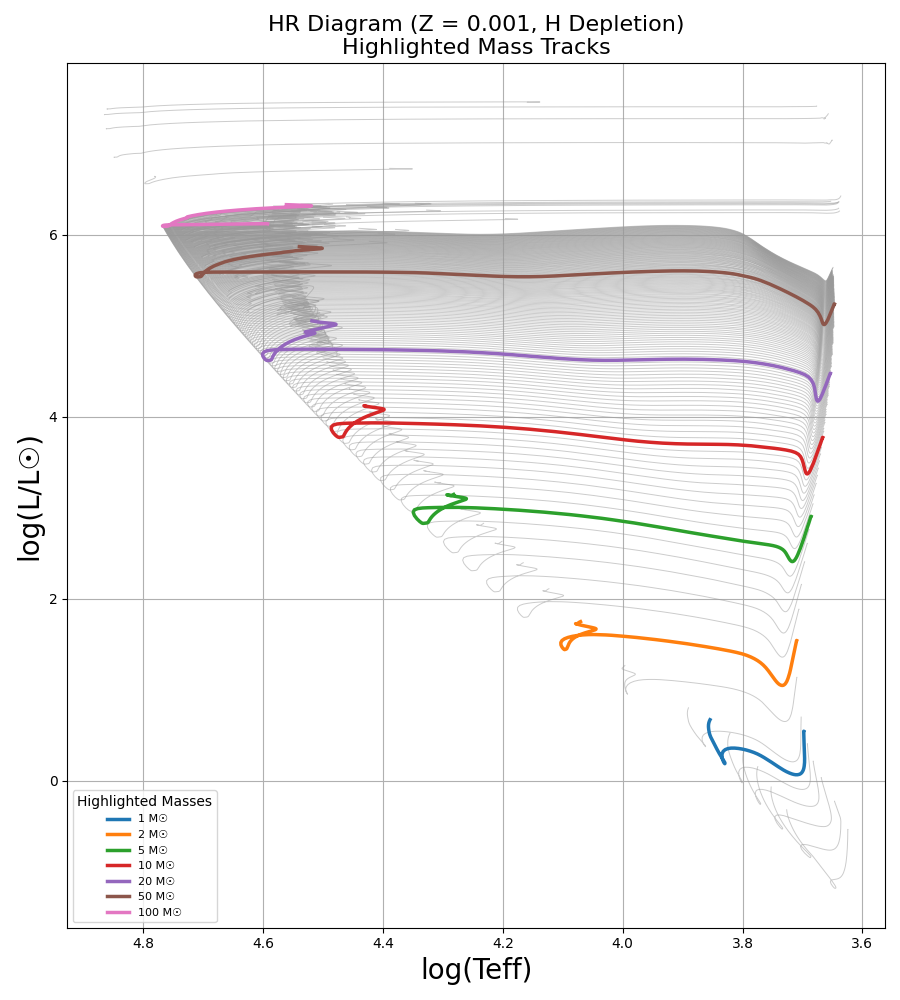 HR Diagram (Z = 0.001, H Depletion)
Highlighted Mass Tracks
log(L/L☉)
6
4
2
0
Highlighted Masses
1 M☉
2 M☉
5 M☉
10 M☉
20 M☉
50 M☉
100 M☉
4.8 4.6 4.4 4.2 4.0 3.8 3.6
log(Teff)